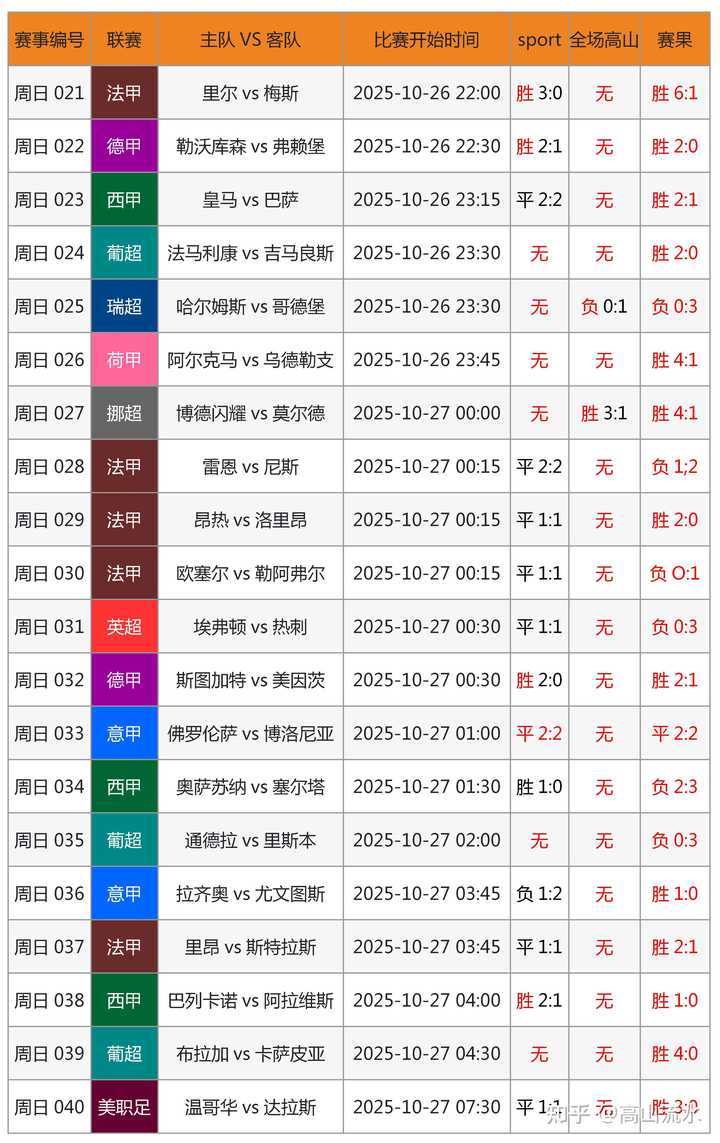 赛事编号 联赛 主队 VS 客队 比赛开始时间 sport 全场高山 赛果
周日 021 法甲 里尔 vs 梅斯 2025-10-26 22:00 胜 3:0 无 胜 6:1
周日 022 德甲 勒沃库森 vs 弗赖堡 2025-10-26 22:30 胜 2:1 无 胜 2:0
周日 023 西甲 皇马 vs 巴萨 2025-10-26 23:15 平 2:2 无 胜 2:1
周日 024 葡超 法马利康 vs 吉马良斯 2025-10-26 23:30 无 无 胜 2:0
周日 025 瑞超 哈尔姆斯 vs 哥德堡 2025-10-26 23:30 无 负 0:1 负 0:3
周日 026 荷甲 阿尔克马 vs 乌德勒支 2025-10-26 23:45 无 无 胜 4:1
周日 027 挪超 博德闪耀 vs 莫尔德 2025-10-27 00:00 无 胜 3:1 胜 4:1
周日 028 法甲 雷恩 vs 尼斯 2025-10-27 00:15 平 2:2 无 负 1;2
周日 029 法甲 昂热 vs 洛里昂 2025-10-27 00:15 平 1:1 无 胜 2:0
周日 030 法甲 欧塞尔 vs 勒阿弗尔 2025-10-27 00:15 平 1:1 无 负 O:1
周日 031 英超 埃弗顿 vs 热刺 2025-10-27 00:30 平 1:1 无 负 0:3
周日 032 德甲 斯图加特 vs 美因茨 2025-10-27 00:30 胜 2:0 无 胜 2:1
周日 033 意甲 佛罗伦萨 vs 博洛尼亚 2025-10-27 01:00 平 2:2 无 平 2:2
周日 034 西甲 奥萨苏纳 vs 塞尔塔 2025-10-27 01:30 胜 1:0 无 负 2:3
周日 035 葡超 通德拉 vs 里斯本 2025-10-27 02:00 无 无 负 0:3
周日 036 意甲 拉齐奥 vs 尤文图斯 2025-10-27 03:45 负 1:2 无 胜 1:0
周日 037 法甲 里昂 vs 斯特拉斯 2025-10-27 03:45 平 1:1 无 胜 2:1
周日 038 西甲 巴列卡诺 vs 阿拉维斯 2025-10-27 04:00 胜 2:1 无 胜 1:0
周日 039 葡超 布拉加 vs 卡萨皮亚 2025-10-27 04:30 无 无 胜 4:0
周日 040 美职足 温哥华 vs 达拉斯 2025-10-27 07:30 平 1:1 无 胜 3:0
知乎 @高山流水